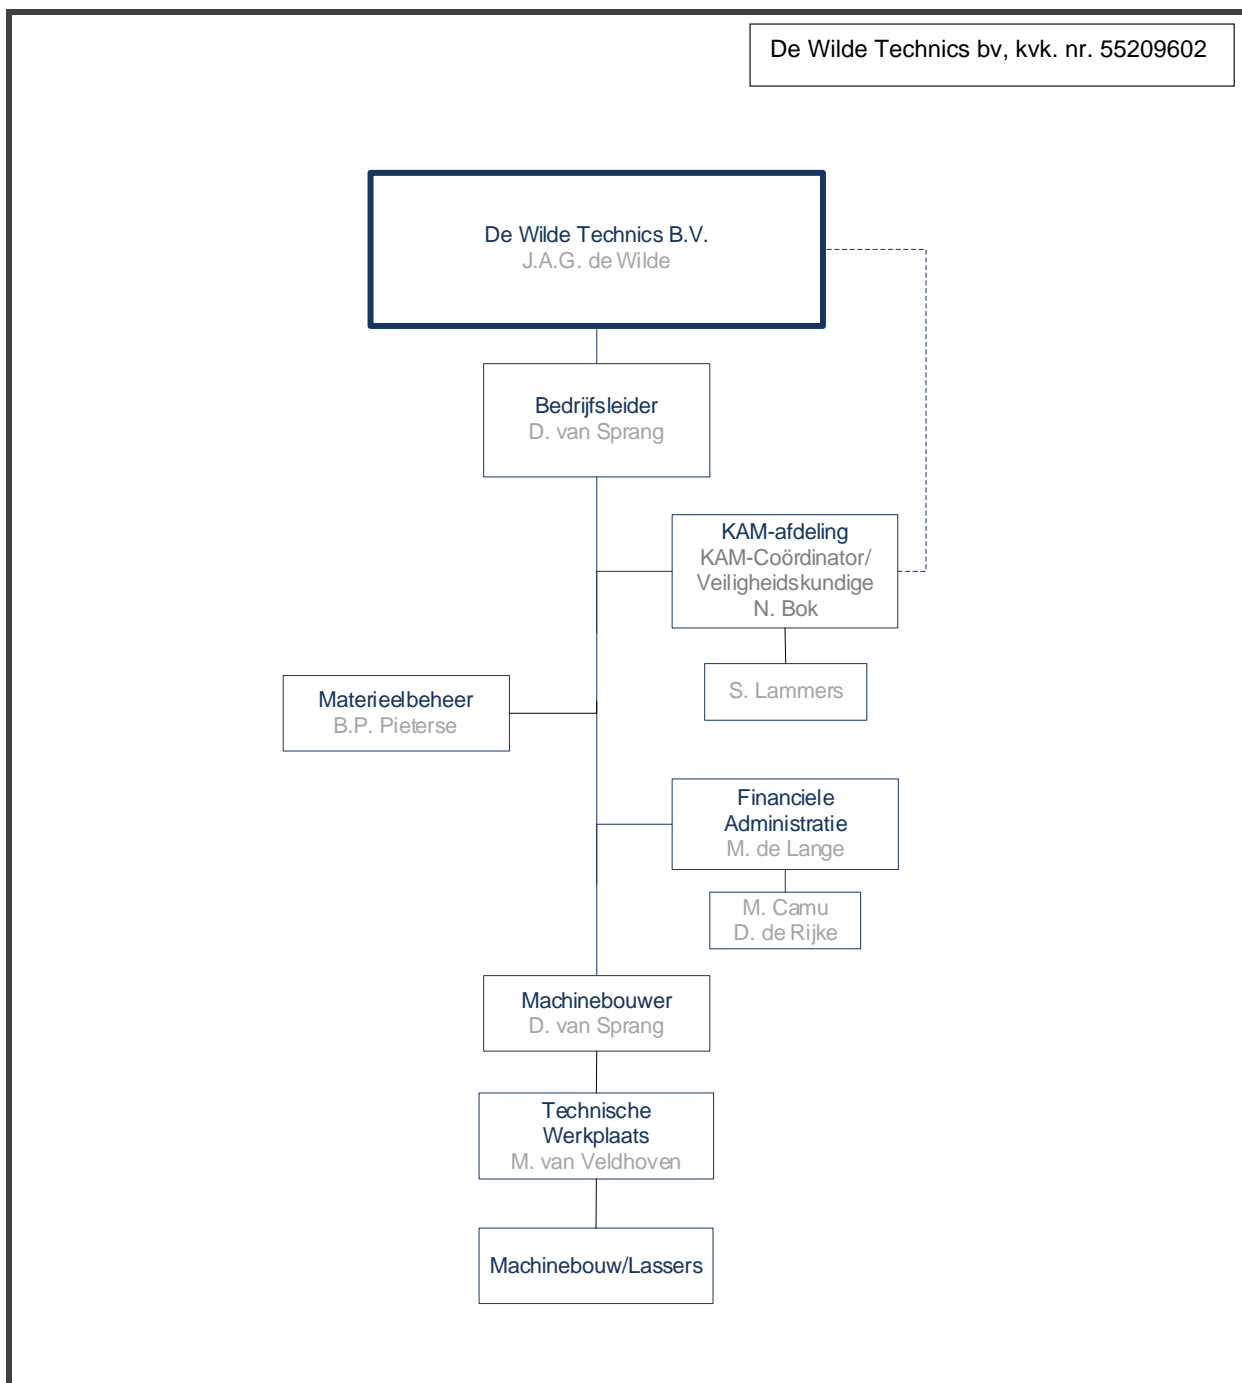 De Wilde Technics bv, kvk. nr. 55209602
De Wilde Technics B.V.
J.A.G. de Wilde
Bedrijfsleider
D. van Sprang
KAM-afdeling
KAM-Coördinator/
Veiligheidskundige
N. Bok
S. Lammers
Materieelbeheer
B.P. Pieterse
Financiele
Administratie
M. de Lange
M. Camu
D. de Rijke
Machinebouwer
D. van Sprang
Technische
Werkplaats
M. van Veldhoven
Machinebouw/Lassers